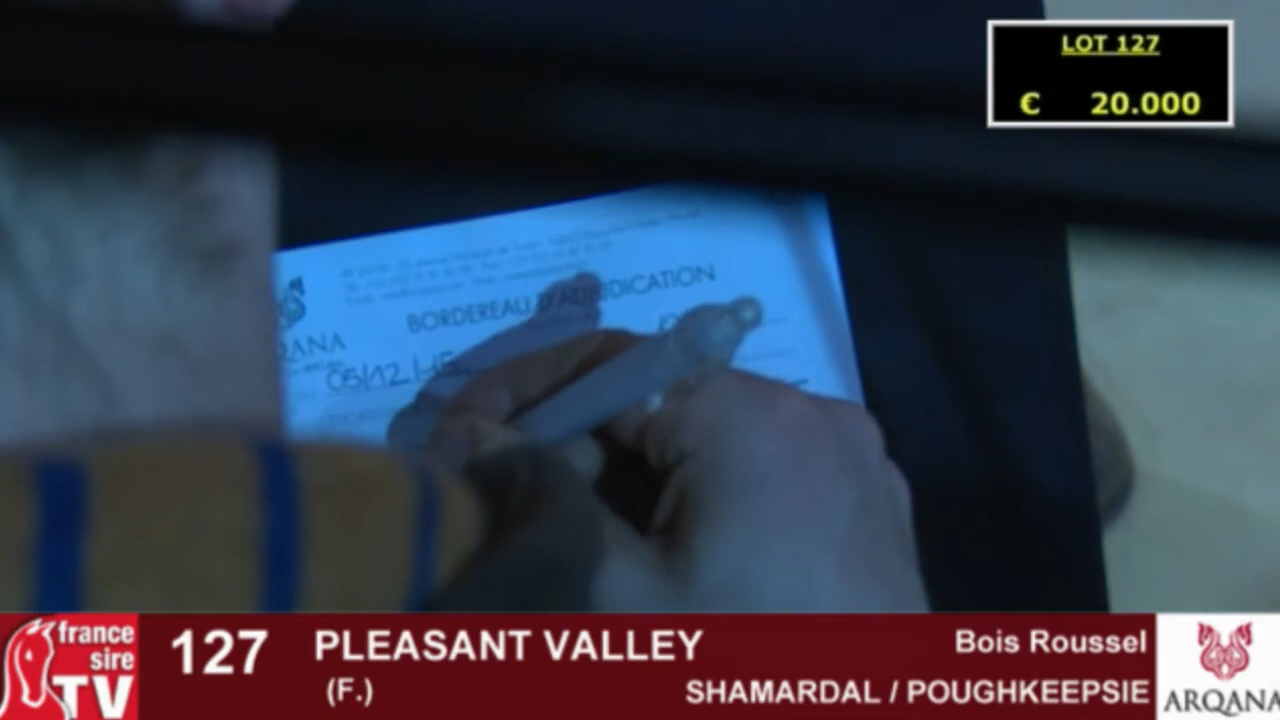 LOT 127
€ 20.000
BORDEREAU D'ADJUDICATION
05/12/15
france
sire
TV
127
PLEASANT VALLEY
(F.)
Bois Roussel
SHAMARDAL / POUGHKEEPSIE
ARQANA